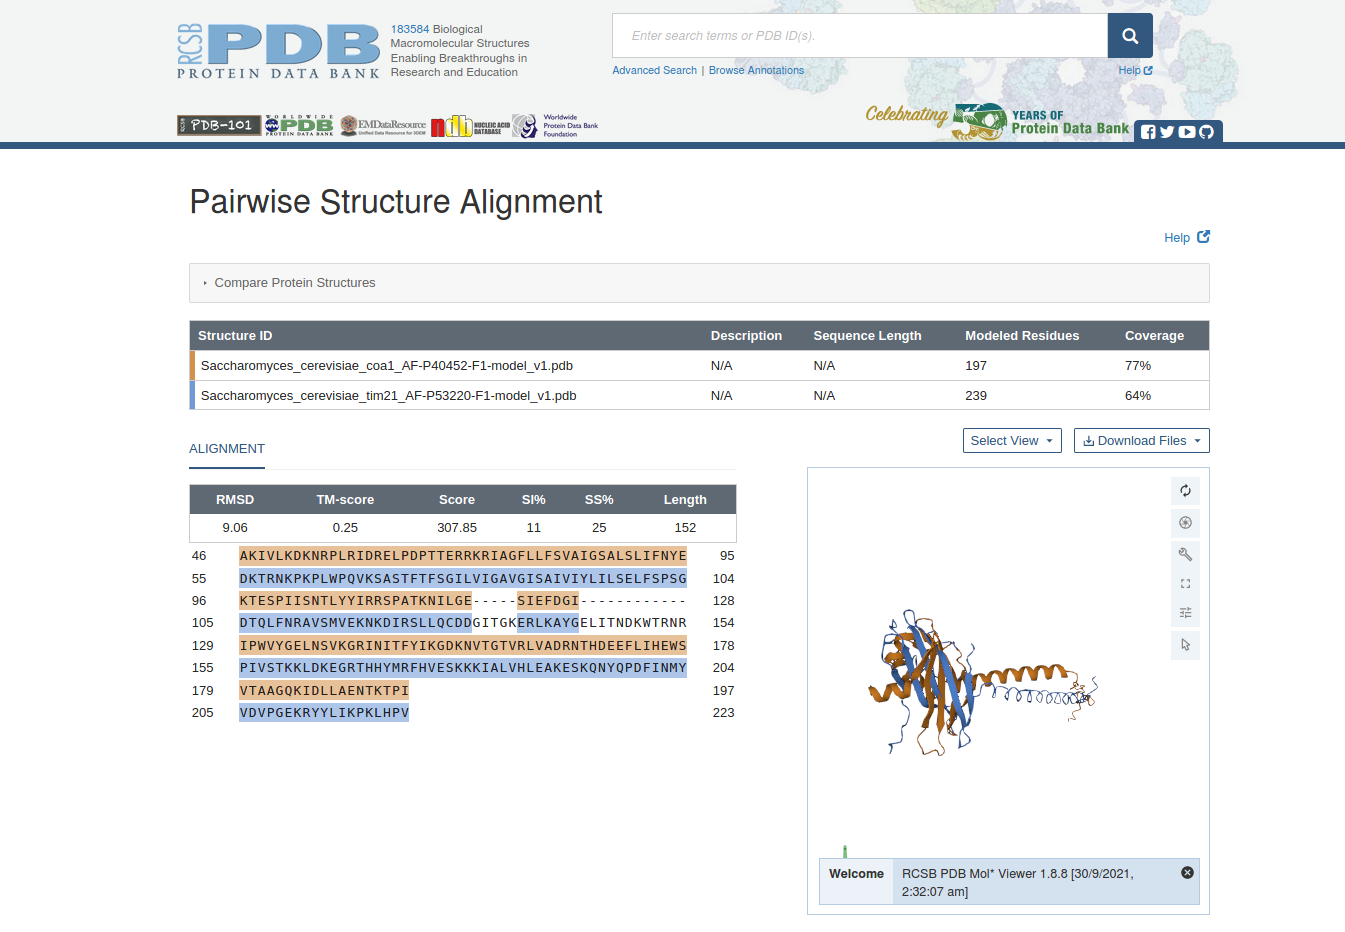 RCSB
PDB
PROTEIN DATA BANK
183584 Biological
Macromolecular Structures
Enabling Breakthroughs in
Research and Education
Enter search terms or PDB ID(s).
Advanced Search | Browse Annotations
Help
PDB-101
WORLDWIDE
PDB
PROTEIN DATA BANK
EMDataResource
Unified Data Resource for 3DEM
ndb
NUCLEIC ACID
DATABASE
Worldwide
Protein Data Bank
Foundation
Celebrating
YEARS OF
Protein Data Bank
Pairwise Structure Alignment
Help
Compare Protein Structures
Structure ID Description Sequence Length Modeled Residues Coverage
Saccharomyces_cerevisiae_coa1_AF-P40452-F1-model_v1.pdb N/A N/A 197 77%
Saccharomyces_cerevisiae_tim21_AF-P53220-F1-model_v1.pdb N/A N/A 239 64%
Select View
Download Files
ALIGNMENT
RMSD TM-score Score SI% SS% Length
9.06 0.25 307.85 11 25 152
46 AKIVLKDKNRPLRIDRELPDPTTERRKRIAGFLLFSVAIGSALSLIFNYE 95
55 DKTRNKPKPLWPQVKSASTFTFSGILVIGAVGISAIVIYLILSELFSPSG 104
96 KTESPIISNTLYYIRRSPATKNILGE-----SIEFDGI------------ 128
105 DTQLFNRAVSMVEKNKDIRSLLQCDDGITGKERLKAYGELITNDKWTRNR 154
129 IPWVYGELNSVKGRINITFYIKGDKNVTGTVRLVADRNTHDEEFLIHEWS 178
155 PIVSTKKLDKEGRTHHYMRFHVESKKKIALVHLEAKESKQNYQPDFINMY 204
179 VTAAGQKIDLLAENTKTPI 197
205 VDVPGEKRYYLIKPKLHPV 223
Welcome
RCSB PDB Mol* Viewer 1.8.8 [30/9/2021,
2:32:07 am]